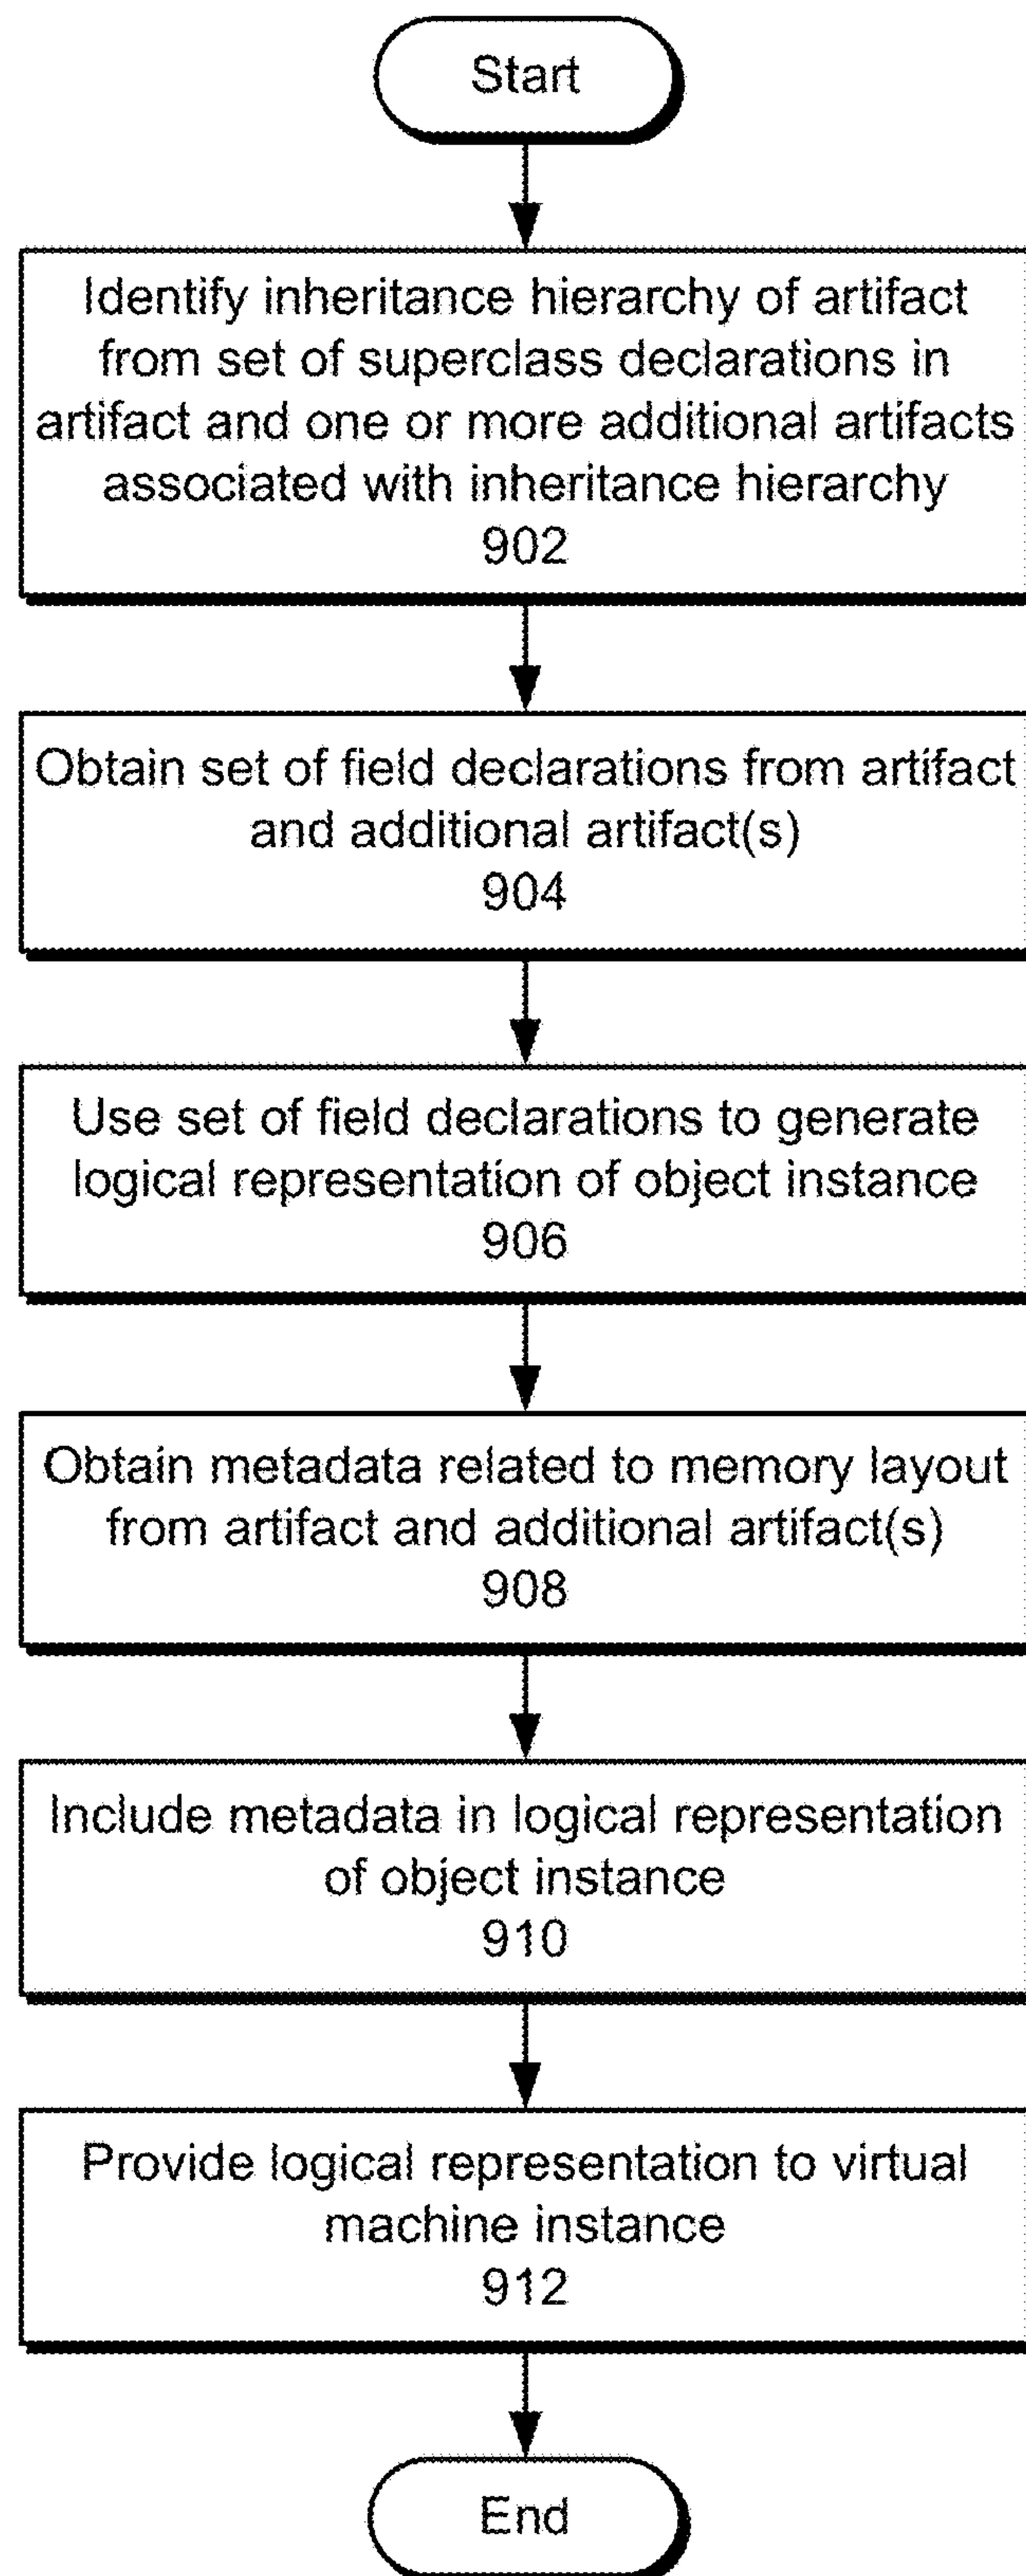 Start
Identify inheritance hierarchy of artifact
from set of superclass declarations in
artifact and one or more additional artifacts
associated with inheritance hierarchy
902
Obtain set of field declarations from artifact
and additional artifact(s)
904
Use set of field declarations to generate
logical representation of object instance
906
Obtain metadata related to memory layout
from artifact and additional artifact(s)
908
Include metadata in logical representation
of object instance
910
Provide logical representation to virtual
machine instance
912
End